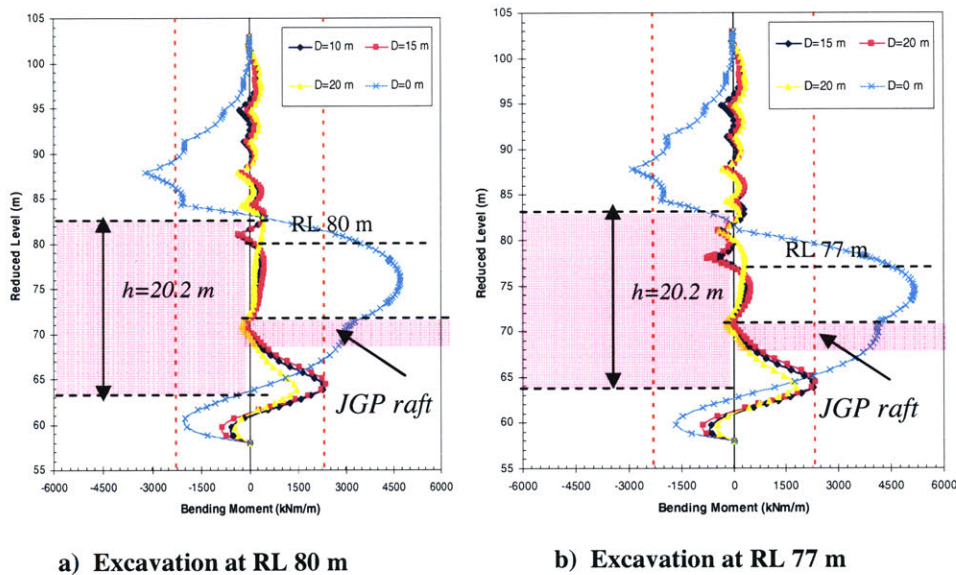 D=10 m D=15 m
D=20 m D=0 m
105
100
95
90
85
80
75
70
65
60
55
Reduced Level (m)
RL 80 m
h=20.2 m
JGP raft
-6000 -4500 -3000 -1500 0 1500 3000 4500 6000
Bending Moment (kNm/m)
a) Excavation at RL 80 m
D=15 m D=20 m
D=20 m D=0 m
105
100
95
90
85
80
75
70
65
60
55
Reduced Level (m)
RL 77 m
h=20.2 m
JGP raft
-6000 -4500 -3000 -1500 0 1500 3000 4500 6000
Bending Moment (kNm/m)
b) Excavation at RL 77 m